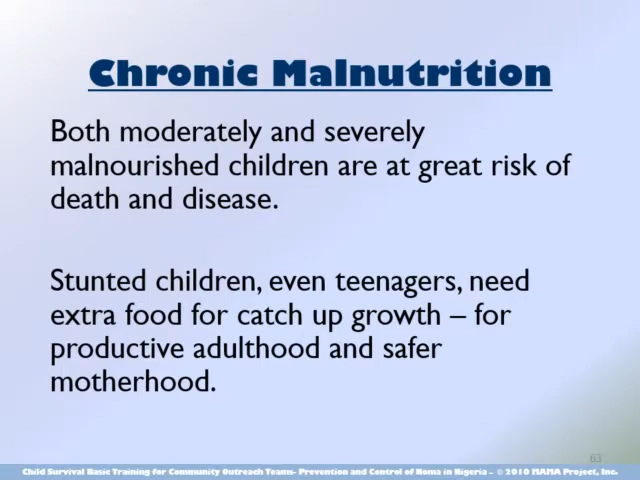 Chronic Malnutrition
Both moderately and severely
malnourished children are at great risk of
death and disease.
Stunted children, even teenagers, need
extra food for catch up growth – for
productive adulthood and safer
motherhood.
63
Child Survival Basic Training for Community Outreach Teams- Prevention and Control of Noma in Nigeria - © 2010 MAMA Project, Inc.